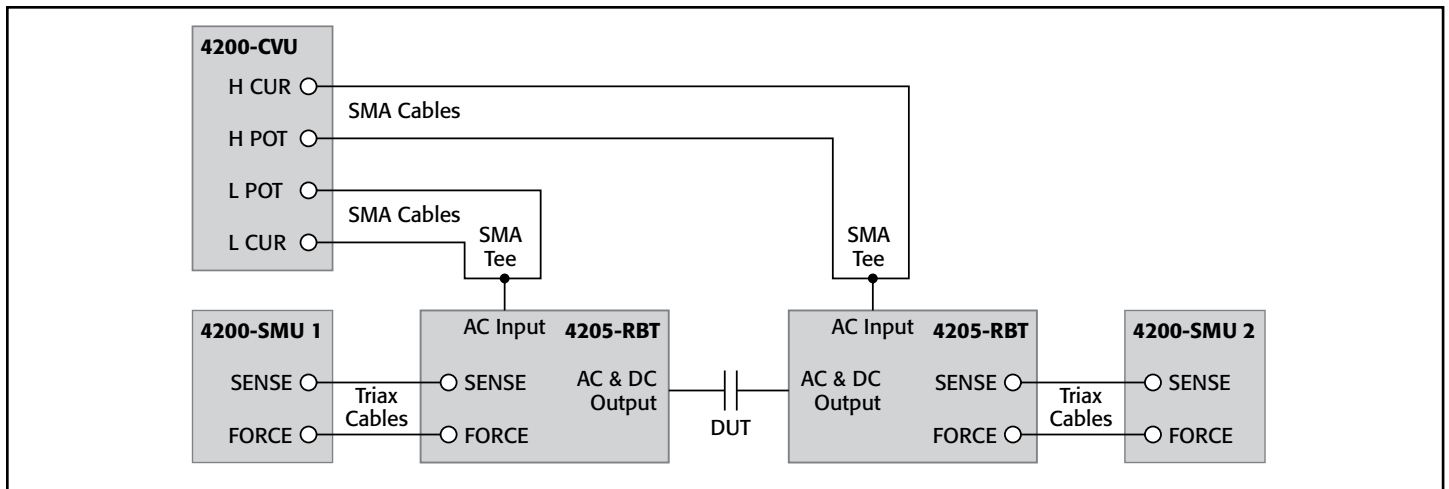 4200-CVU
H CUR
SMA Cables
H POT
L POT
SMA Cables
L CUR
SMA
Tee
SMA
Tee
4200-SMU 1
SENSE
FORCE
Triax
Cables
AC Input
4205-RBT
SENSE
FORCE
AC & DC
Output
DUT
AC Input
4205-RBT
AC & DC
Output
SENSE
FORCE
Triax
Cables
4200-SMU 2
SENSE
FORCE